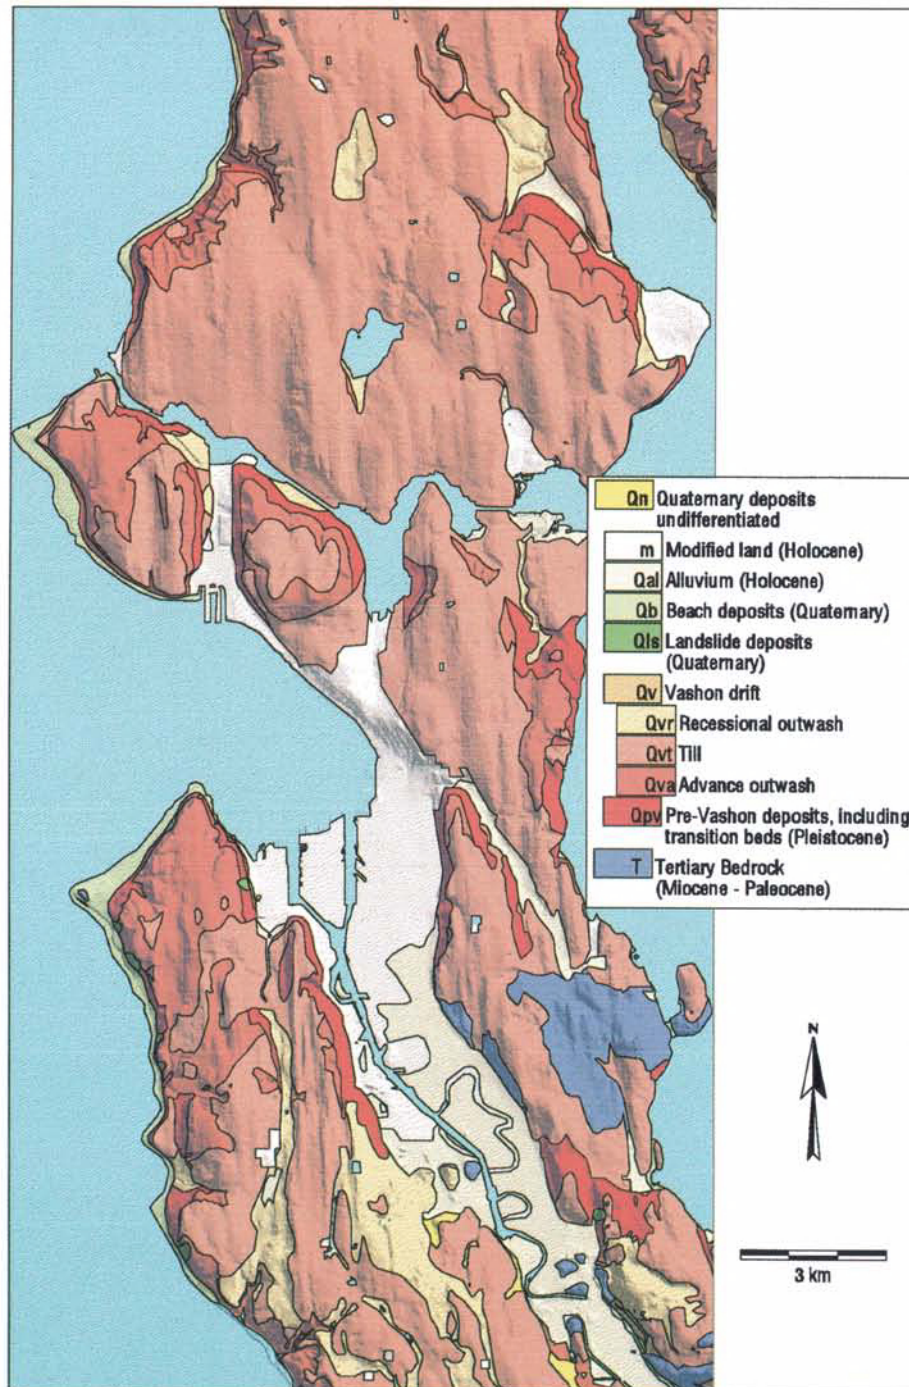 Qn Quaternary deposits
undifferentiated
m Modified land (Holocene)
Qal Alluvium (Holocene)
Qb Beach deposits (Quaternary)
Qls Landslide deposits
(Quaternary)
Qv Vashon drift
Qvr Recessional outwash
Qvt Till
Qva Advance outwash
Qpv Pre-Vashon deposits, including
transition beds (Pleistocene)
T Tertiary Bedrock
(Miocene - Paleocene)
N
3 km